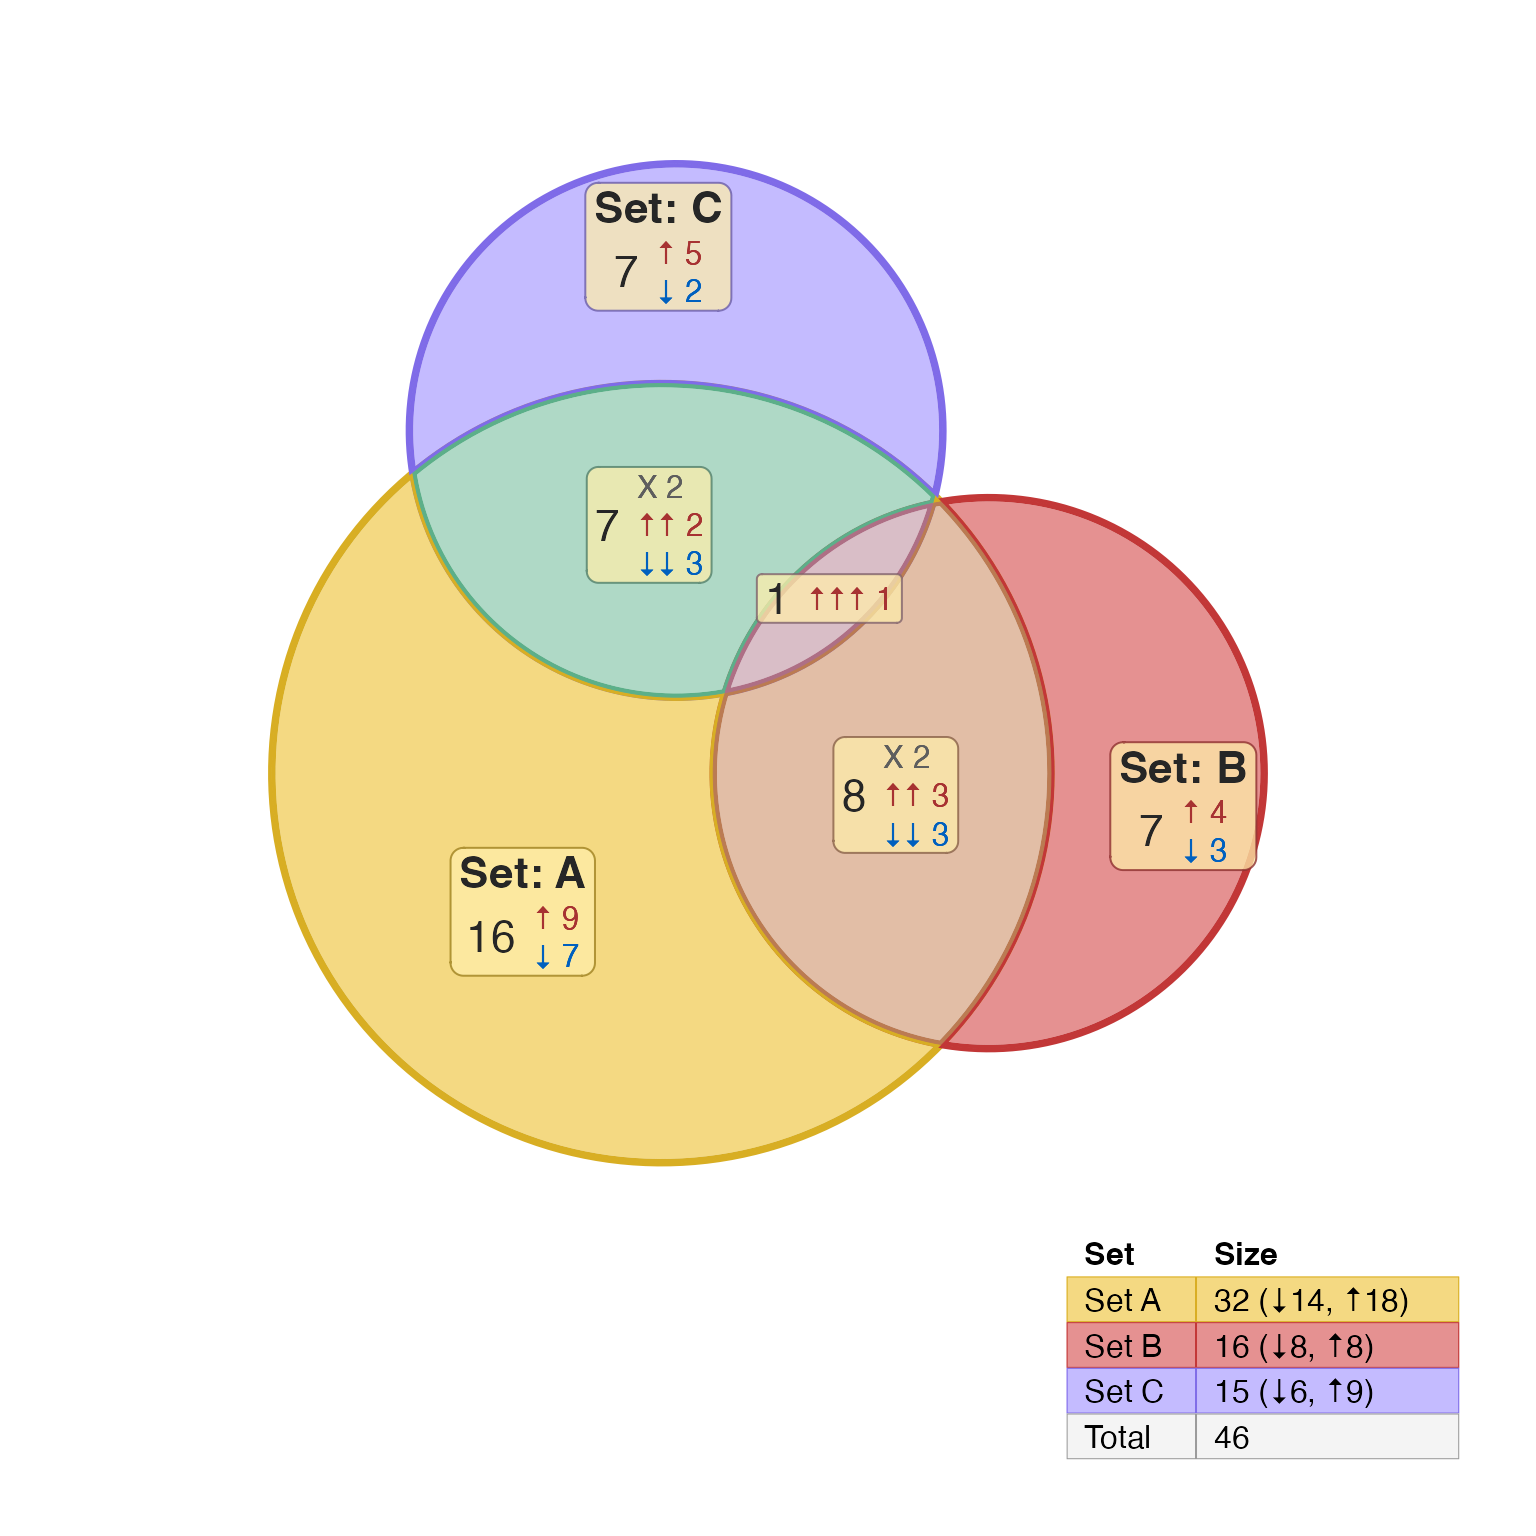 Set: C
7 ↑ 5
↓ 2
X 2
7 ↑↑ 2
↓↓ 3
1 ↑↑↑ 1
X 2
8 ↑↑ 3
↓↓ 3
Set: B
7 ↑ 4
↓ 3
Set: A
16 ↑ 9
↓ 7
Set Size
Set A 32 (↓14, ↑18)
Set B 16 (↓8, ↑8)
Set C 15 (↓6, ↑9)
Total 46